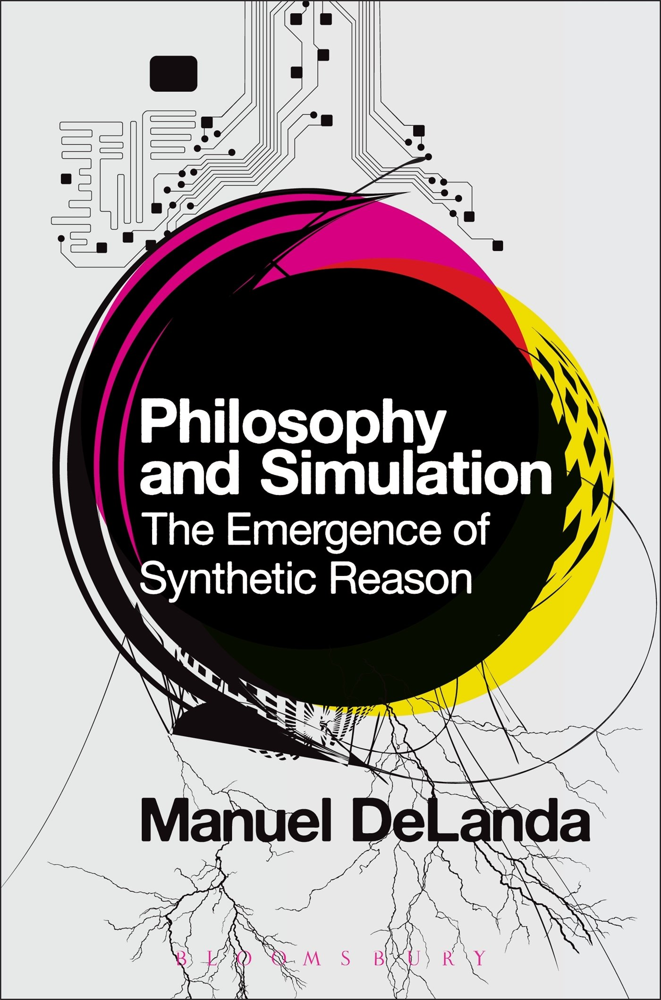 Philosophy
and Simulation
The Emergence of
Synthetic Reason
Manuel DeLanda
BLOOMSBURY